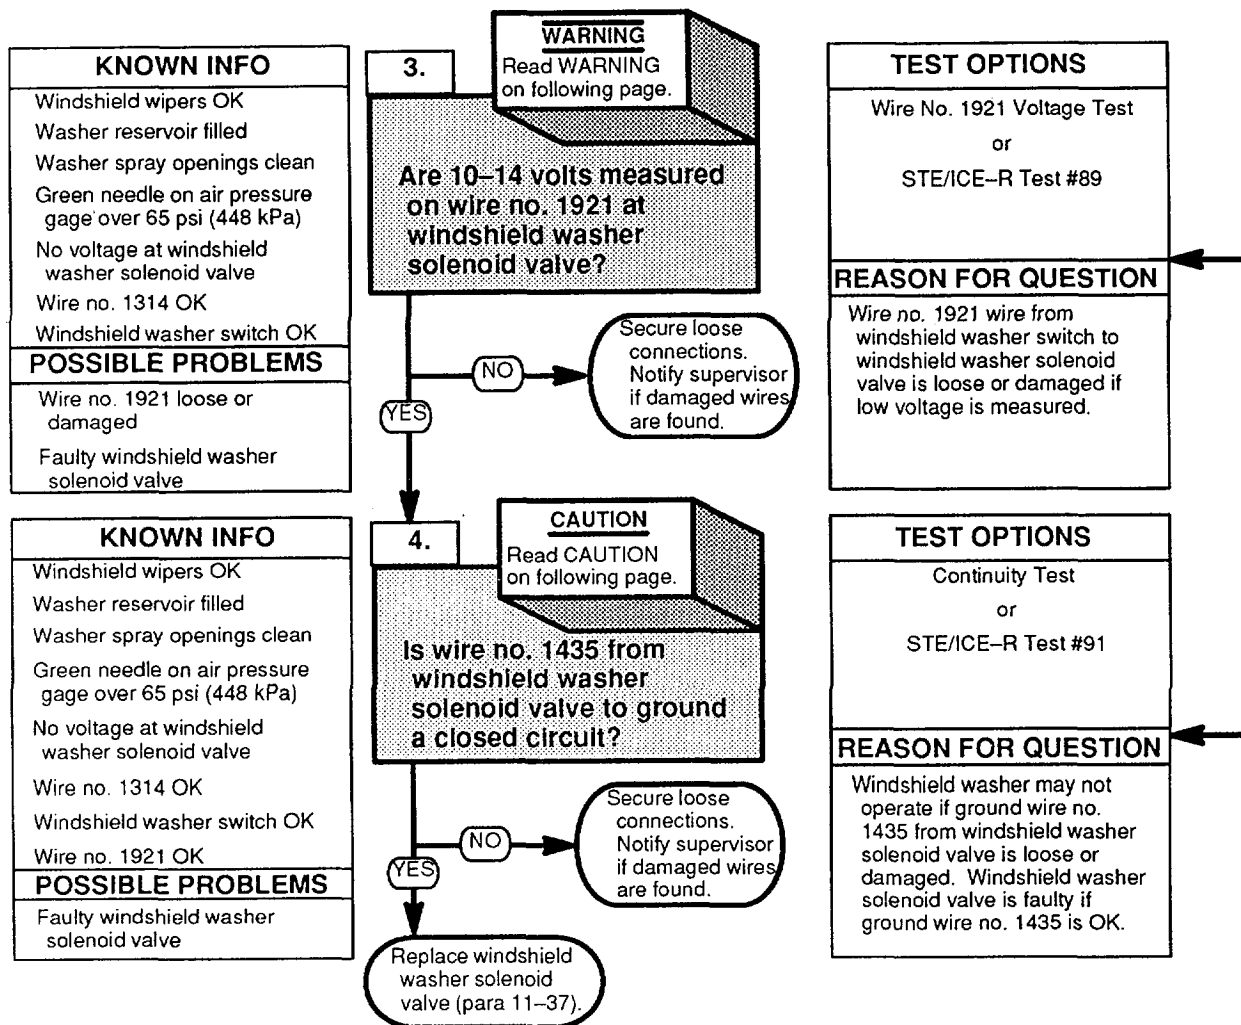 KNOWN INFO
Windshield wipers OK
Washer reservoir filled
Washer spray openings clean
Green needle on air pressure
gage over 65 psi (448 kPa)
No voltage at windshield
washer solenoid valve
Wire no. 1314 OK
Windshield washer switch OK
POSSIBLE PROBLEMS
Wire no. 1921 loose or
damaged
Faulty windshield washer
solenoid valve
3.
WARNING
Read WARNING
on following page.
Are 10–14 volts measured
on wire no. 1921 at
windshield washer
solenoid valve?
NO
Secure loose
connections.
Notify supervisor
if damaged wires
are found.
YES
TEST OPTIONS
Wire No. 1921 Voltage Test
or
STE/ICE–R Test #89
REASON FOR QUESTION
Wire no. 1921 wire from
windshield washer switch to
windshield washer solenoid
valve is loose or damaged if
low voltage is measured.
KNOWN INFO
Windshield wipers OK
Washer reservoir filled
Washer spray openings clean
Green needle on air pressure
gage over 65 psi (448 kPa)
No voltage at windshield
washer solenoid valve
Wire no. 1314 OK
Windshield washer switch OK
Wire no. 1921 OK
POSSIBLE PROBLEMS
Faulty windshield washer
solenoid valve
4.
CAUTION
Read CAUTION
on following page.
Is wire no. 1435 from
windshield washer
solenoid valve to ground
a closed circuit?
NO
Secure loose
connections.
Notify supervisor
if damaged wires
are found.
YES
Replace windshield
washer solenoid
valve (para 11–37).
TEST OPTIONS
Continuity Test
or
STE/ICE–R Test #91
REASON FOR QUESTION
Windshield washer may not
operate if ground wire no.
1435 from windshield washer
solenoid valve is loose or
damaged. Windshield washer
solenoid valve is faulty if
ground wire no. 1435 is OK.